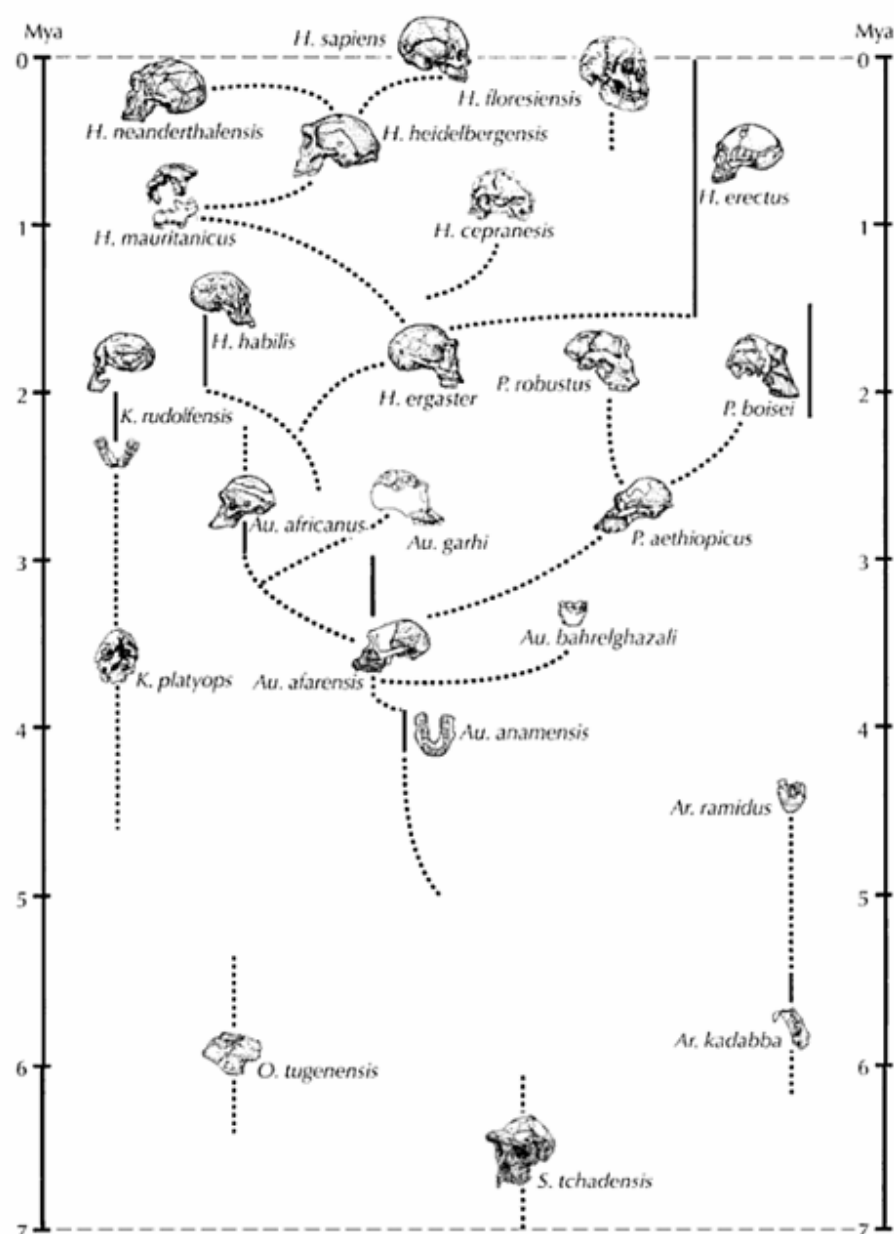 Mya
Mya
H. sapiens
0
0
H. floresiensis
H. neanderthalensis
H. heidelbergensis
H. erectus
1
1
H. mauritanicus
H. cepranesis
H. habilis
2
2
K. rudolfensis
H. ergaster
P. robustus
P. boisei
Au. africanus
Au. garhi
P. aethiopicus
3
3
Au. bahrelghazali
K. platyops
Au. afarensis
4
4
Au. anamensis
Ar. ramidus
5
5
6
6
O. tugenensis
Ar. kadabba
S. tchadensis
7
7